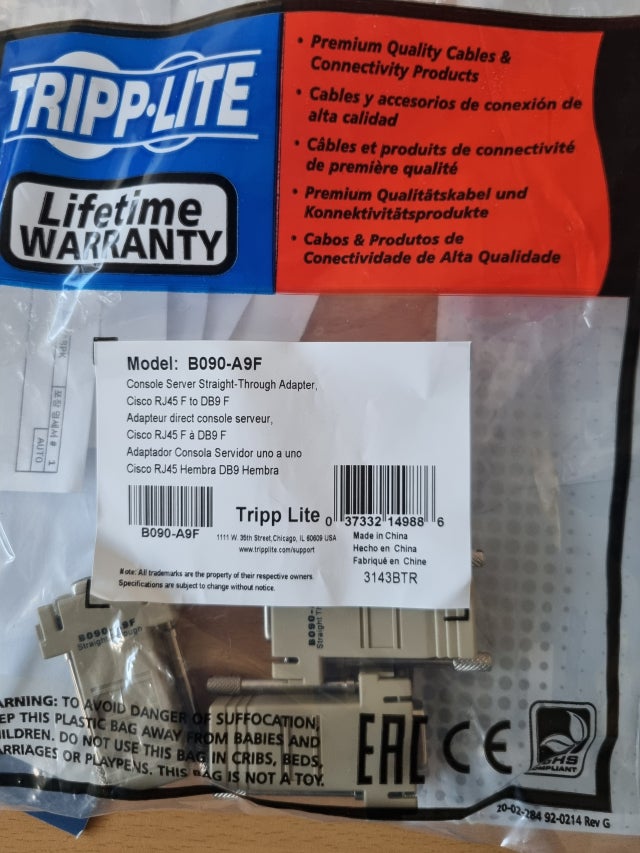 TRIPP·LITE
Lifetime
WARRANTY
• Premium Quality Cables &
Connectivity Products
• Cables y accesorios de conexión de
alta calidad
• Câbles et produits de connectivité
de première qualité
• Premium Qualitätskabel und
Konnektivitätsprodukte
• Cabos & Produtos de
Conectividade de Alta Qualidade
AUTO
Model: B090-A9F
Console Server Straight-Through Adapter,
Cisco RJ45 F to DB9 F
Adapteur direct console serveur,
Cisco RJ45 F à DB9 F
Adaptador Consola Servidor uno a uno
Cisco RJ45 Hembra DB9 Hembra
B090-A9F
Tripp Lite
1111 W. 35th Street,Chicago, IL 60609 USA
www.tripplite.com/support
0 37332 14988 6
Made in China
Hecho en China
Fabriqué en Chine
3143BTR
Note: All trademarks are the property of their respective owners.
Specifications are subject to change without notice.
B090-A9F
Straight Through
B090-
Straight
ARNING: TO AVOID DANGER OF SUFFOCATION,
EP THIS PLASTIC BAG AWAY FROM BABIES AND
ILDREN. DO NOT USE THIS BAG IN CRIBS, BEDS,
ARRIAGES OR PLAYPENS. THIS BAG IS NOT A TOY.
EAC CE
COMPLIANT
20-02-284 92-0214 Rev G